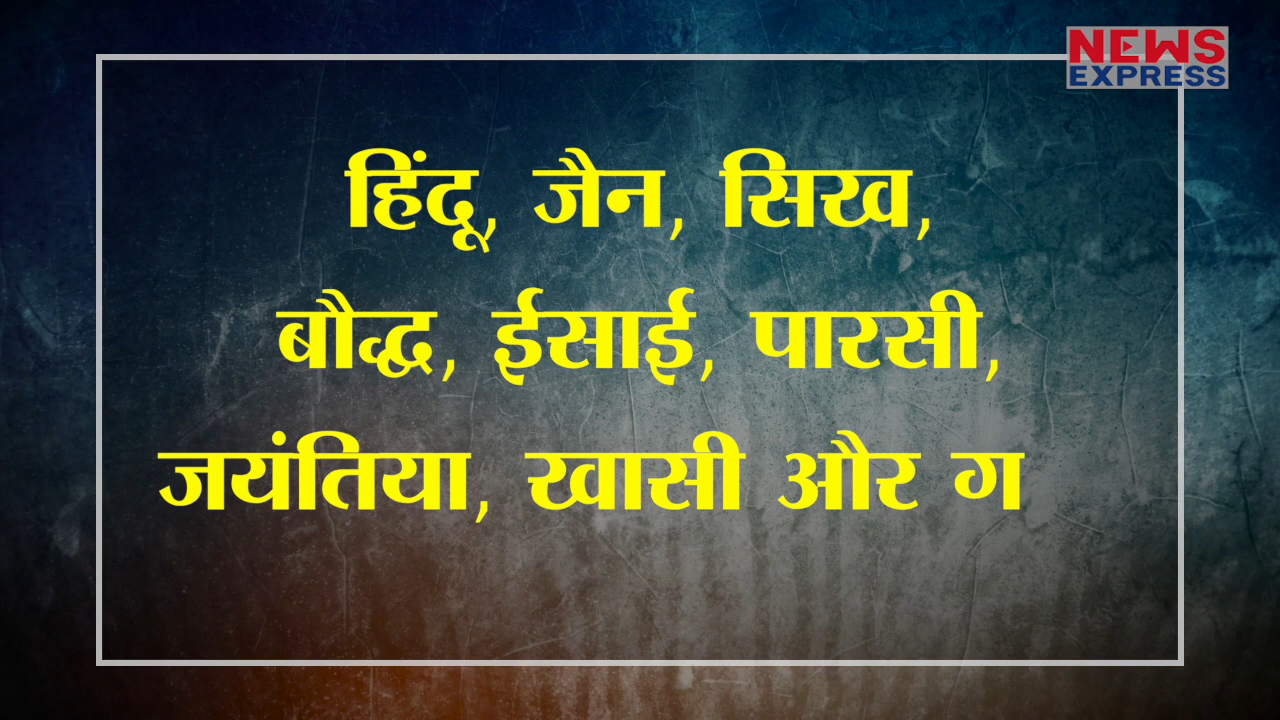 NEWS
EXPRESS
हिंदू, जैन, सिख,
बौद्ध, ईसाई, पारसी,
जयंतिया, खासी और ग